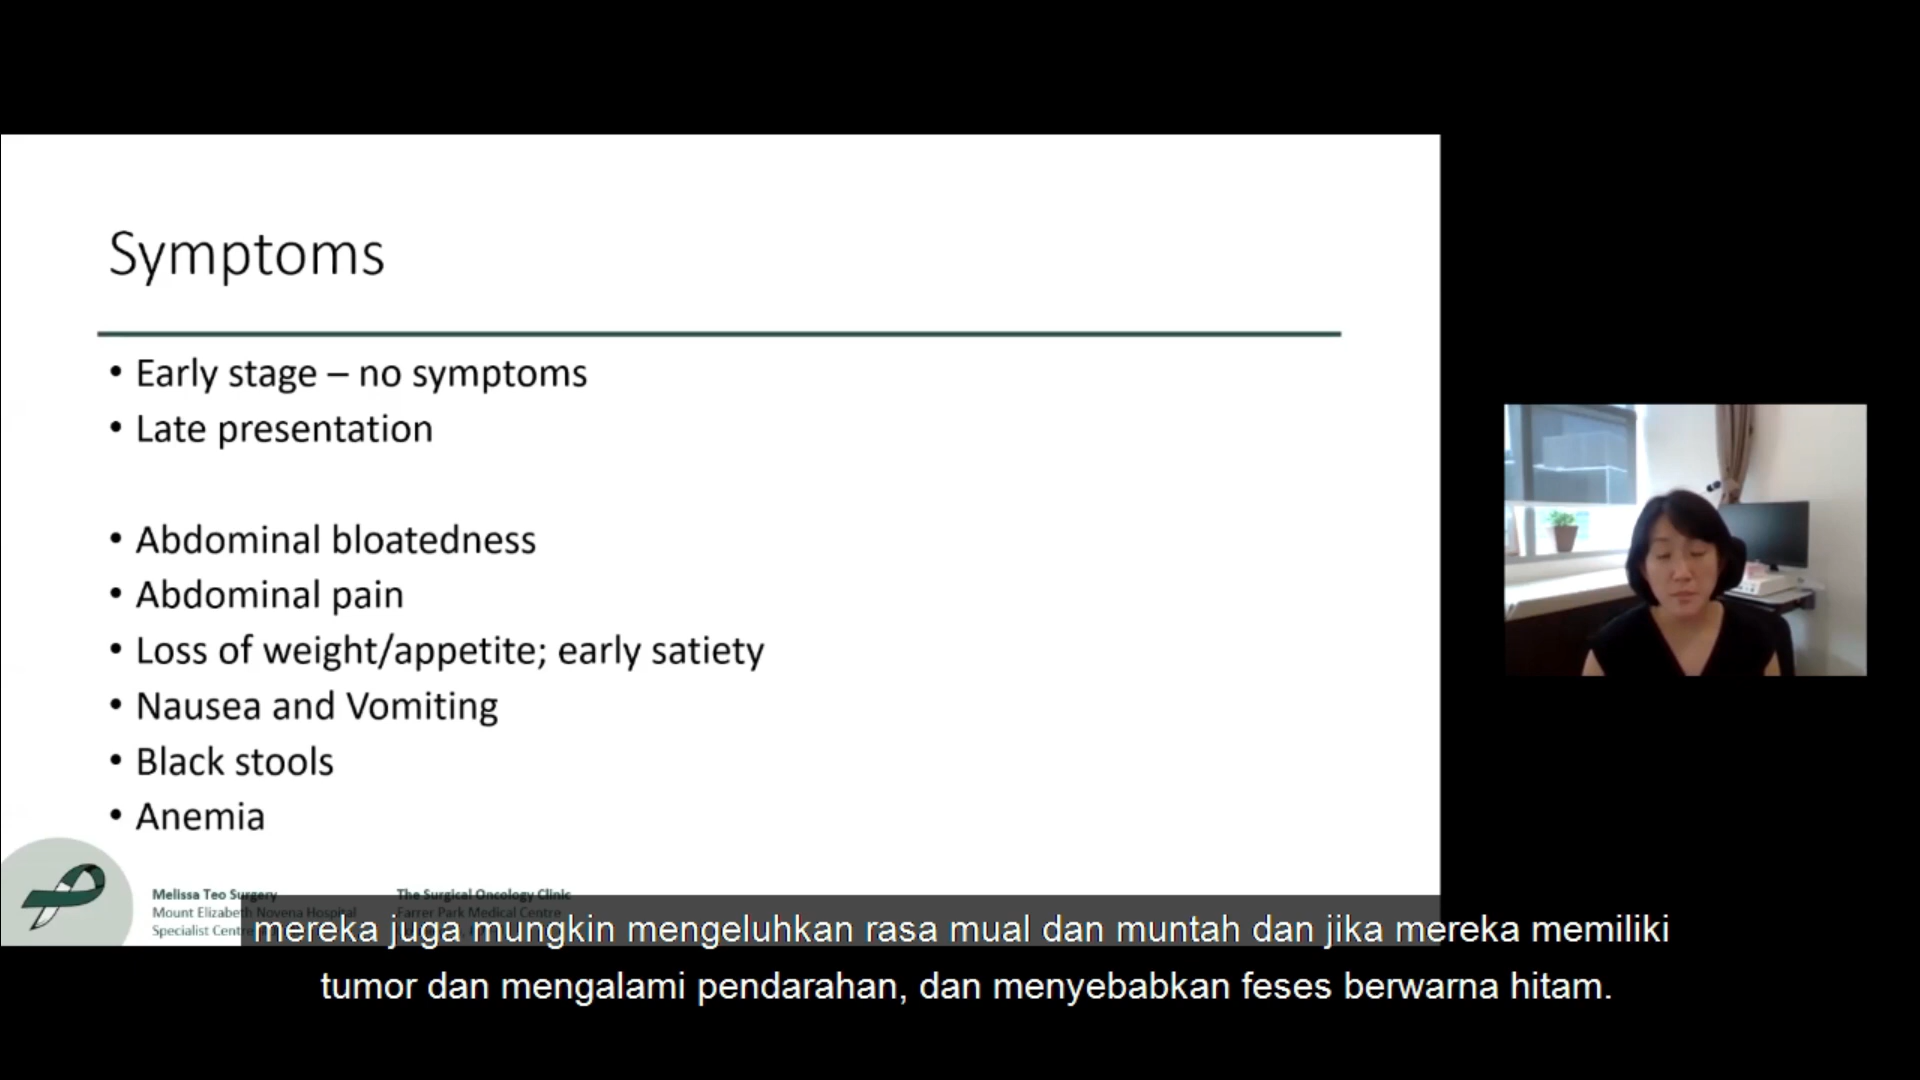 Symptoms
• Early stage – no symptoms
• Late presentation
• Abdominal bloatedness
• Abdominal pain
• Loss of weight/appetite; early satiety
• Nausea and Vomiting
• Black stools
• Anemia
Melissa Teo Surgery
Mount Elizabeth Novena Hospital
Specialist Centre
The Surgical Oncology Clinic
Farrer Park Medical Centre
mereka juga mungkin mengeluhkan rasa mual dan muntah dan jika mereka memiliki
tumor dan mengalami pendarahan, dan menyebabkan feses berwarna hitam.